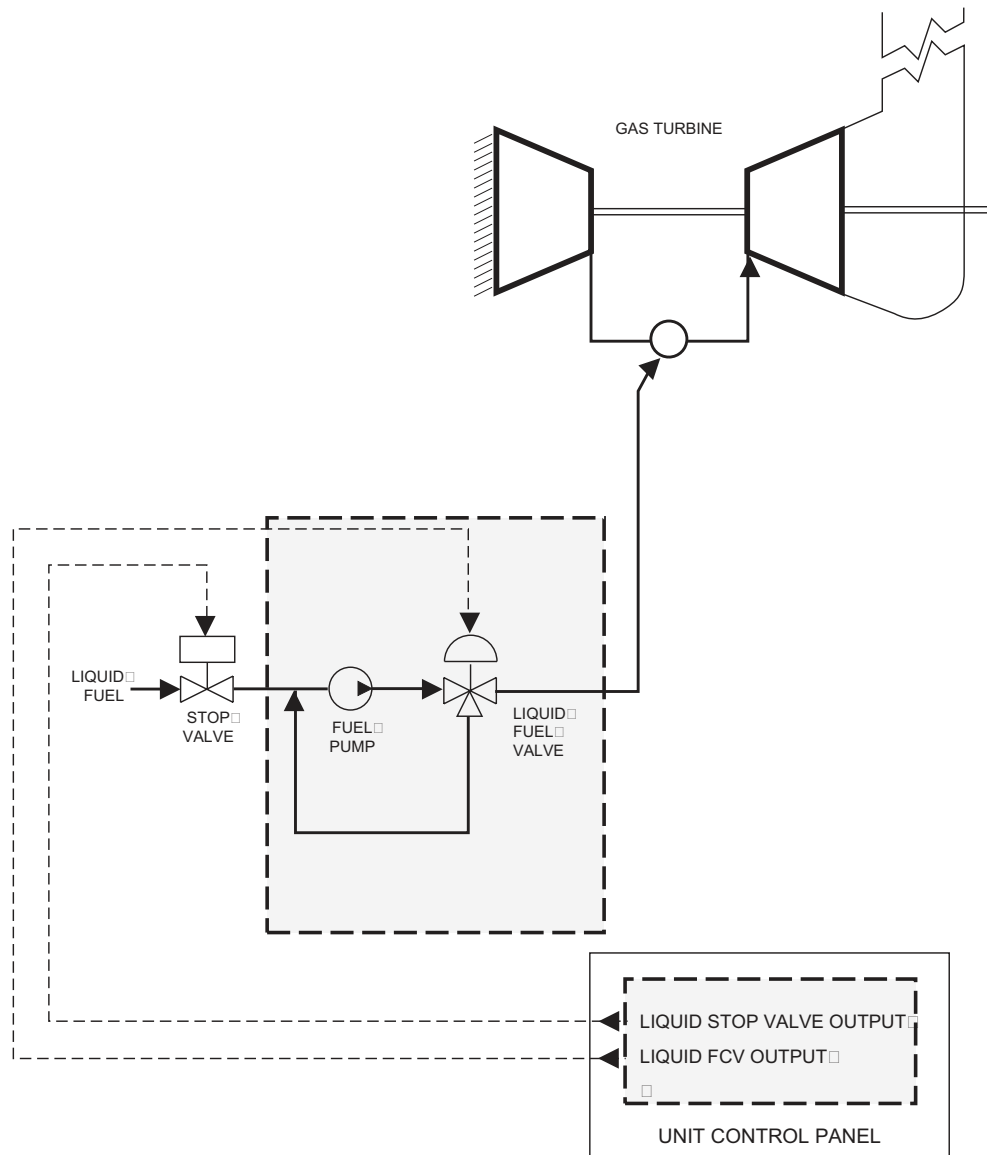 GAS TURBINE
LIQUID
FUEL
STOP
VALVE
FUEL
PUMP
LIQUID
FUEL
VALVE
LIQUID STOP VALVE OUTPUT
LIQUID FCV OUTPUT
UNIT CONTROL PANEL